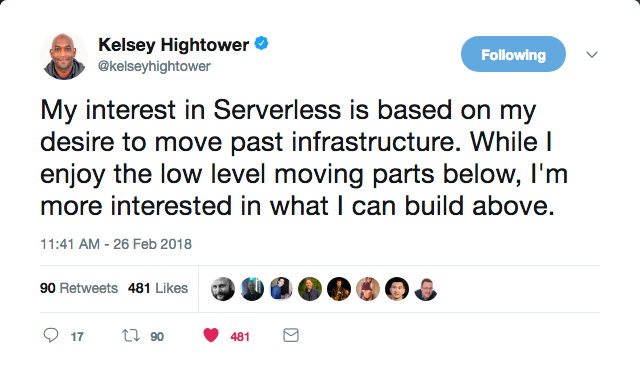 Kelsey Hightower
@kelseyhightower
Following
My interest in Serverless is based on my
desire to move past infrastructure. While I
enjoy the low level moving parts below, I'm
more interested in what I can build above.
11:41 AM - 26 Feb 2018
90 Retweets 481 Likes
17 90 481